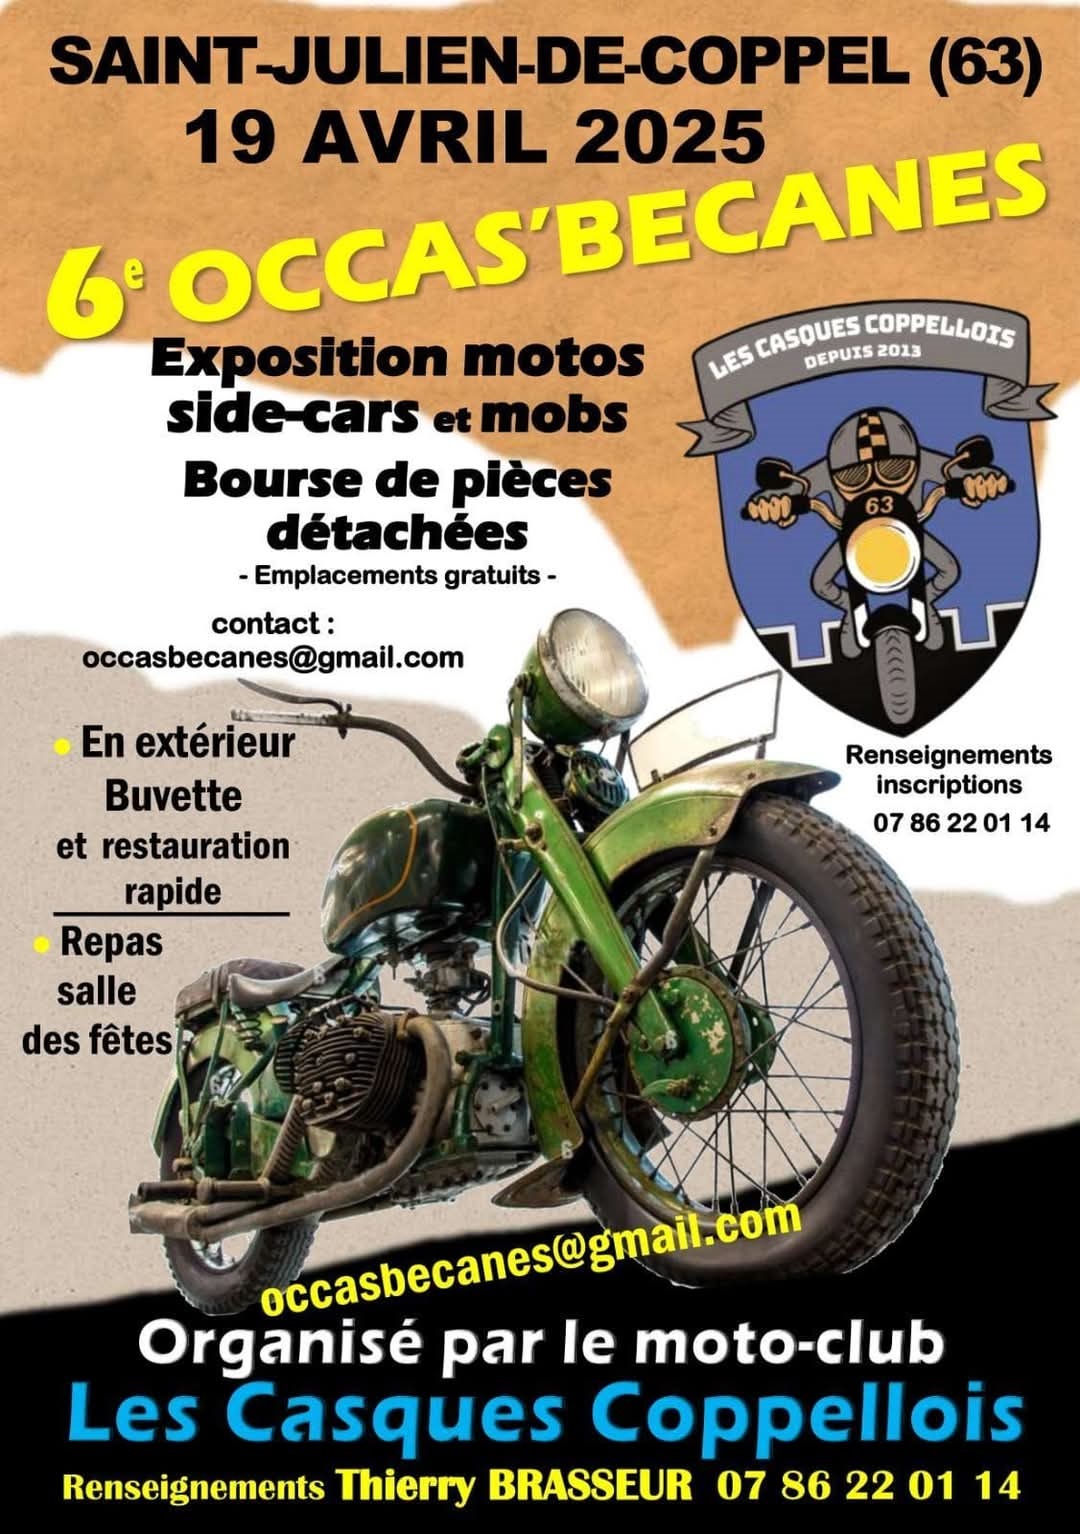 SAINT-JULIEN-DE-COPPEL (63)
19 AVRIL 2025
6e OCCAS'BECANES
Exposition motos
side-cars et mobs
Bourse de pièces
détachées
- Emplacements gratuits -
contact :
occasbecanes@gmail.com
LES CASQUES COPPELLOIS
DEPUIS 2013
63
Renseignements
inscriptions
07 86 22 01 14
• En extérieur
Buvette
et restauration
rapide
• Repas
salle
des fêtes
occasbecanes@gmail.com
Organisé par le moto-club
Les Casques Coppellois
Renseignements Thierry BRASSEUR 07 86 22 01 14